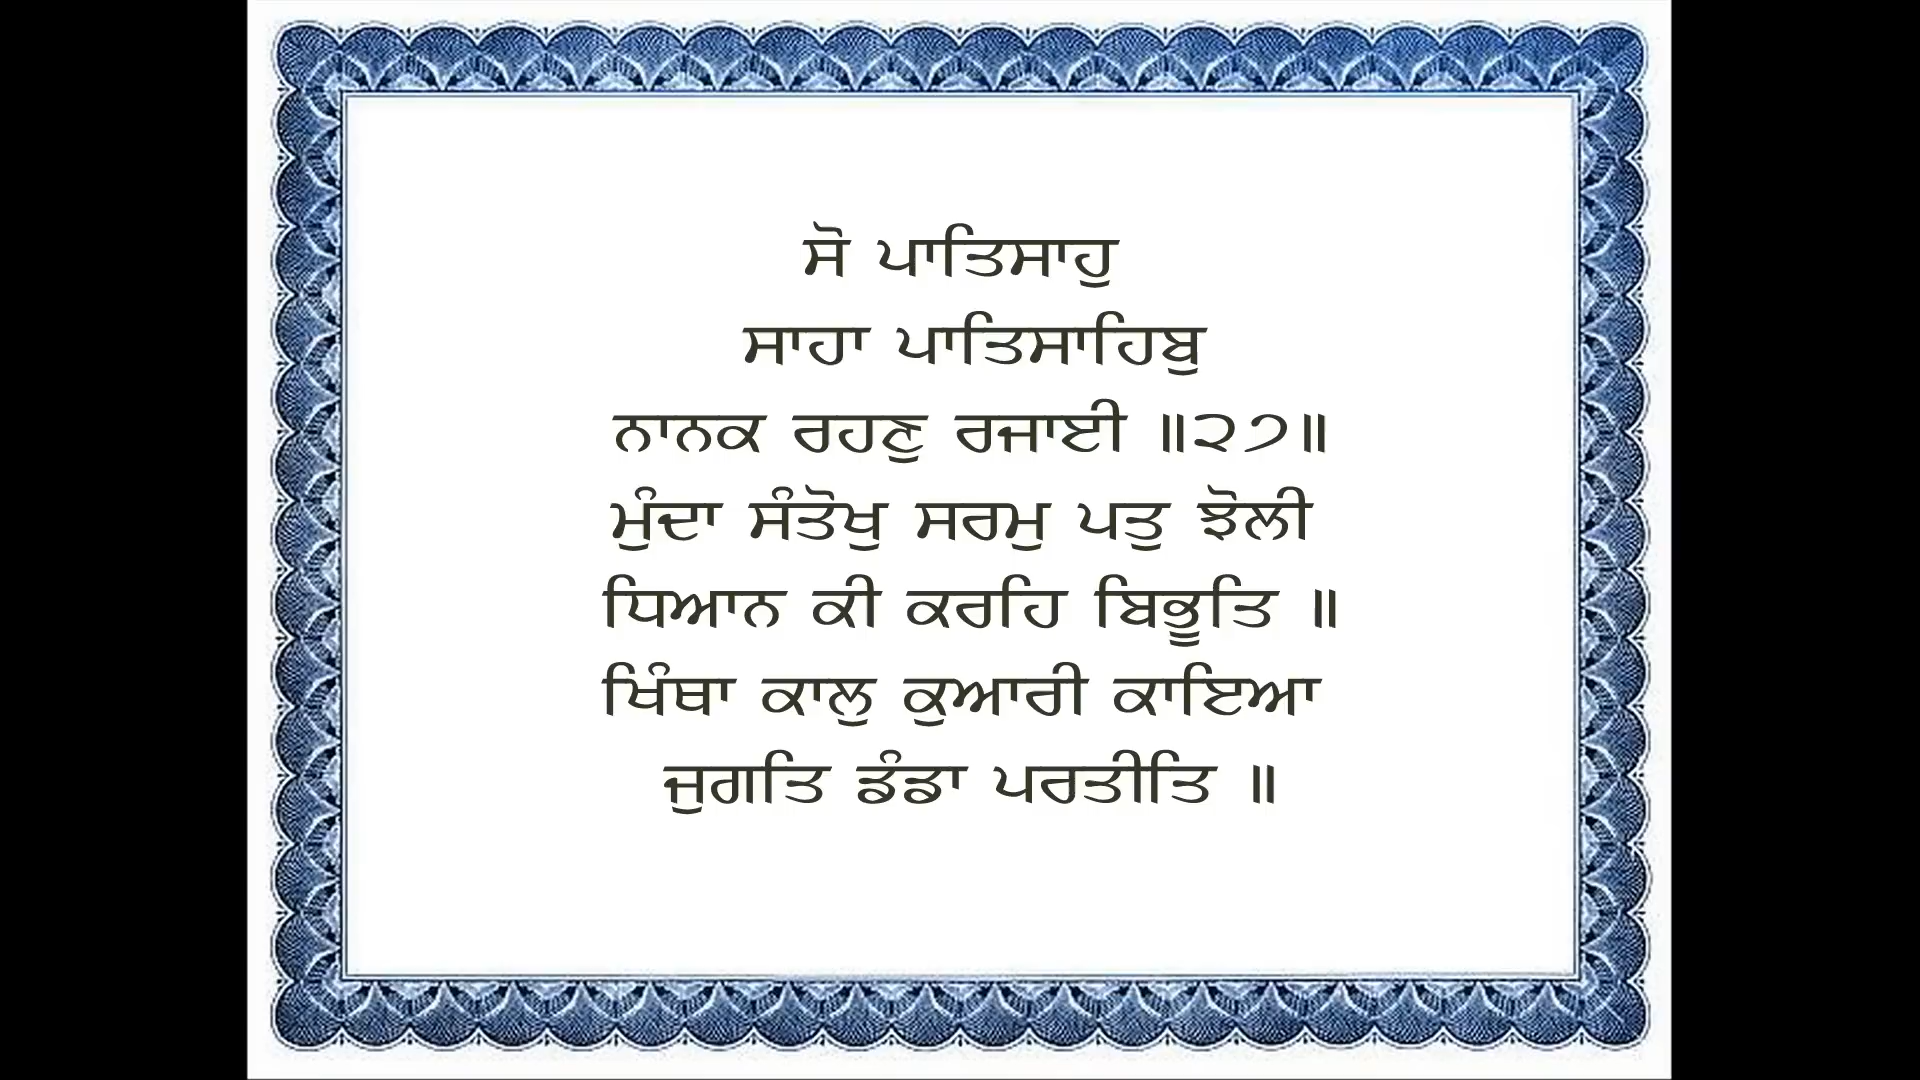 ਸੋ ਪਾਤਿਸਾਹੁ
ਸਾਹਾ ਪਾਤਿਸਾਹਿਬੁ
ਨਾਨਕ ਰਹਣੁ ਰਜਾਈ ॥੨੭॥
ਮੁੰਦਾ ਸੰਤੋਖੁ ਸਰਮੁ ਪਤੁ ਝੋਲੀ
ਧਿਆਨ ਕੀ ਕਰਹਿ ਬਿਭੂਤਿ ॥
ਖਿੰਥਾ ਕਾਲੁ ਕੁਆਰੀ ਕਾਇਆ
ਜੁਗਤਿ ਡੰਡਾ ਪਰਤੀਤਿ ॥